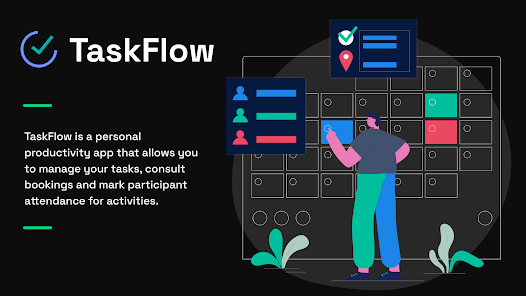 TaskFlow
TaskFlow is a personal
productivity app that allows you
to manage your tasks, consult
bookings and mark participant
attendance for activities.